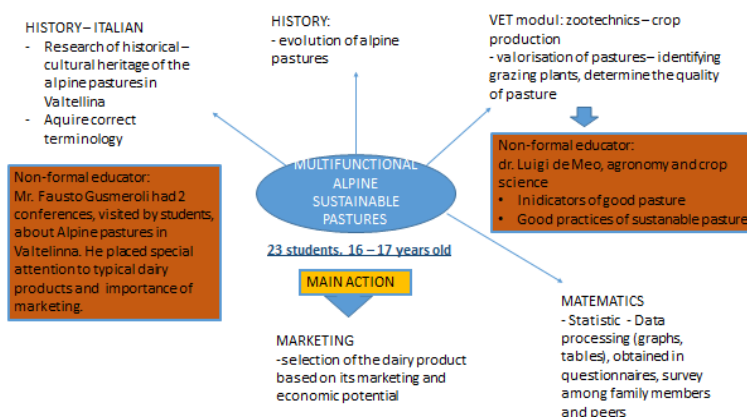 HISTORY – ITALIAN
- Research of historical –
cultural heritage of the
alpine pastures in
Valtellina
- Aquire correct
terminology
HISTORY:
- evolution of alpine
pastures
VET modul: zootechnics – crop
production
- valorisation of pastures – identifying
grazing plants, determine the quality
of pasture
Non-formal educator:
Mr. Fausto Gusmeroli had 2
conferences, visited by students,
about Alpine pastures in
Valtelinna. He placed special
attention to typical dairy
products and importance of
marketing.
MULTIFUNCTIONAL
ALPINE
SUSTAINABLE
PASTURES
Non-formal educator:
dr. Luigi de Meo, agronomy and crop
science
• Inidicators of good pasture
• Good practices of sustanable pasture
23 students, 16 – 17 years old
MAIN ACTION
MARKETING
-selection of the dairy product
based on its marketing and
economic potential
MATEMATICS
- Statistic - Data
processing (graphs,
tables), obtained in
questionnaires, survey
among family members
and peers